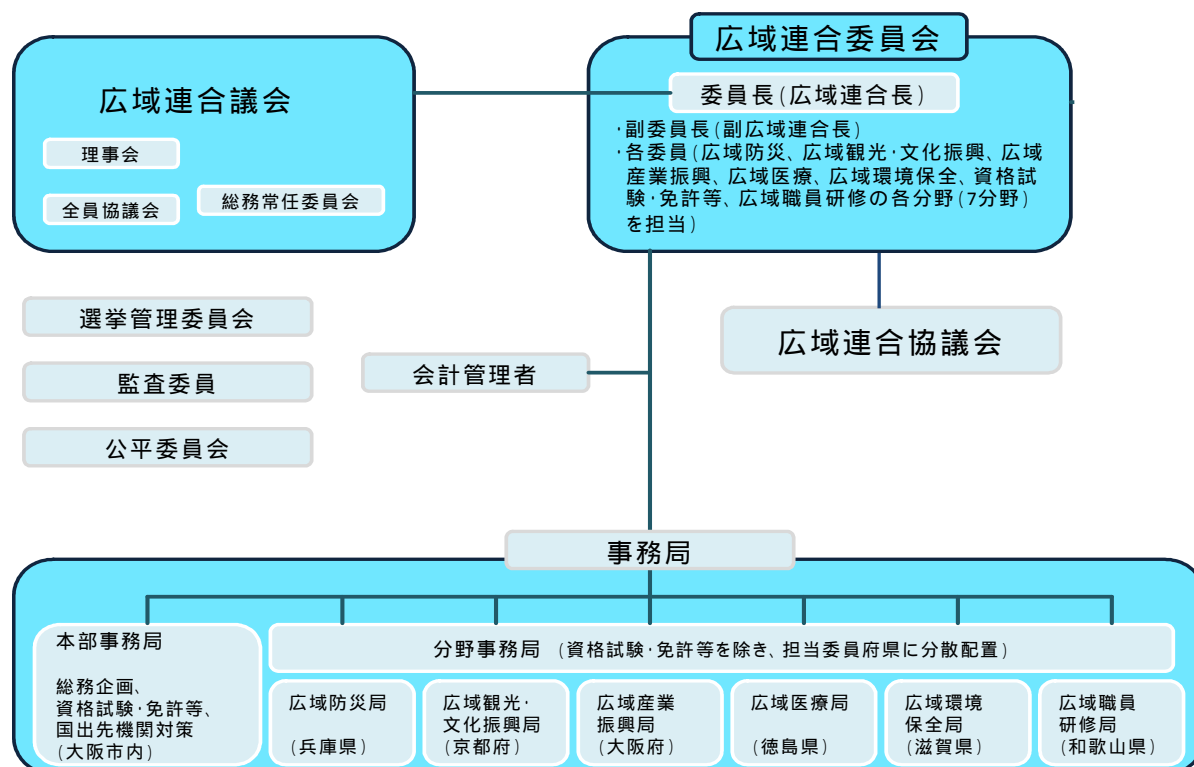 広域連合議会
理事会
全員協議会
総務常任委員会
広域連合委員会
委員長(広域連合長)
・副委員長(副広域連合長)
・各委員(広域防災、広域観光・文化振興、広域
産業振興、広域医療、広域環境保全、資格試
験・免許等、広域職員研修の各分野(7分野)
を担当)
選挙管理委員会
監査委員
公平委員会
会計管理者
広域連合協議会
事務局
本部事務局
総務企画、
資格試験・免許等、
国出先機関対策
(大阪市内)
分野事務局 (資格試験・免許等を除き、担当委員府県に分散配置)
広域防災局
(兵庫県)
広域観光・
文化振興局
(京都府)
広域産業
振興局
(大阪府)
広域医療局
(徳島県)
広域環境
保全局
(滋賀県)
広域職員
研修局
(和歌山県)